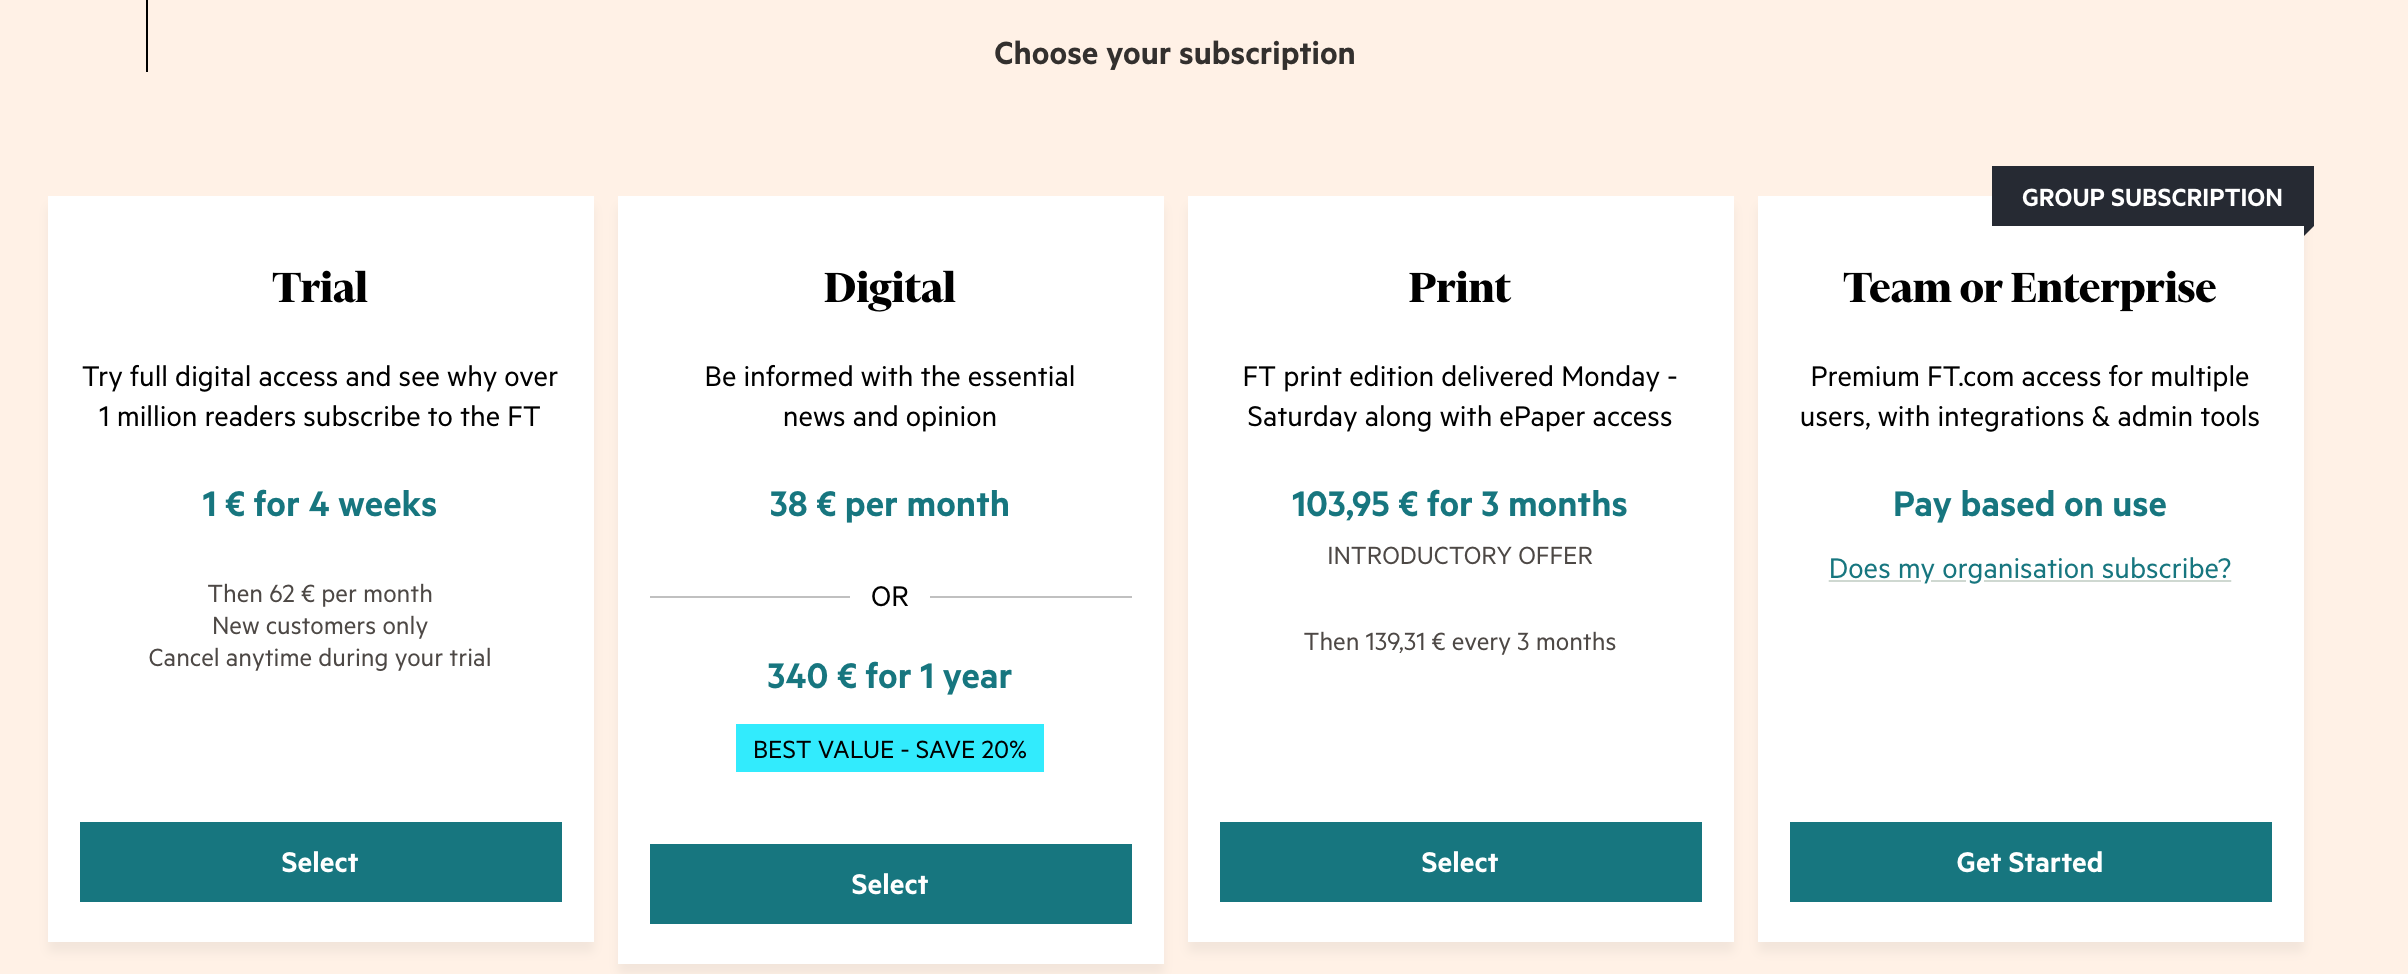 Choose your subscription
Trial
Try full digital access and see why over
1 million readers subscribe to the FT
1 € for 4 weeks
Then 62 € per month
New customers only
Cancel anytime during your trial
Select
Digital
Be informed with the essential
news and opinion
38 € per month
OR
340 € for 1 year
BEST VALUE - SAVE 20%
Select
Print
FT print edition delivered Monday -
Saturday along with ePaper access
103,95 € for 3 months
INTRODUCTORY OFFER
Then 139,31 € every 3 months
Select
GROUP SUBSCRIPTION
Team or Enterprise
Premium FT.com access for multiple
users, with integrations & admin tools
Pay based on use
Does my organisation subscribe?
Get Started